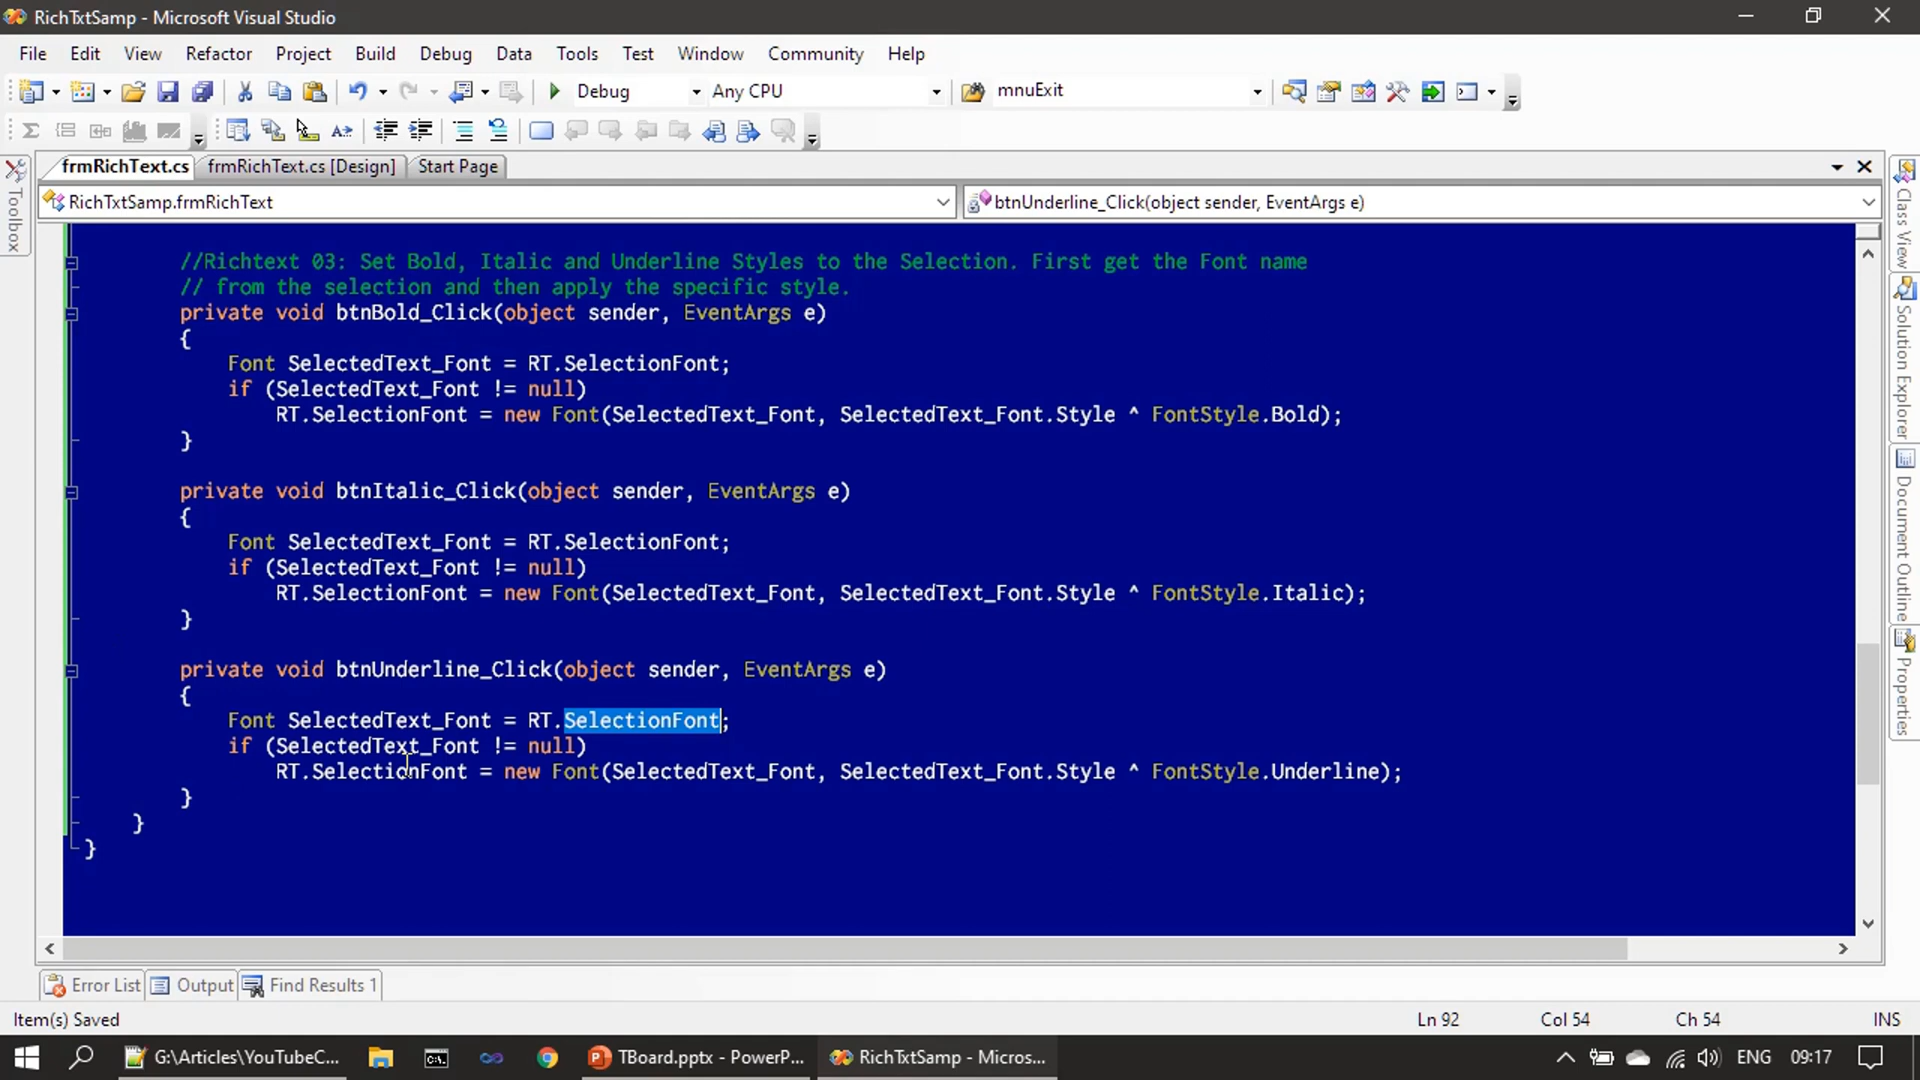 RichTxtSamp - Microsoft Visual Studio
File Edit View Refactor Project Build Debug Data Tools Test Window Community Help
Debug Any CPU mnuExit
frmRichText.cs frmRichText.cs [Design] Start Page
RichTxtSamp.frmRichText btnUnderline_Click(object sender, EventArgs e)
Toolbox
//Richtext 03: Set Bold, Italic and Underline Styles to the Selection. First get the Font name
// from the selection and then apply the specific style.
private void btnBold_Click(object sender, EventArgs e)
{
Font SelectedText_Font = RT.SelectionFont;
if (SelectedText_Font != null)
RT.SelectionFont = new Font(SelectedText_Font, SelectedText_Font.Style ^ FontStyle.Bold);
}
private void btnItalic_Click(object sender, EventArgs e)
{
Font SelectedText_Font = RT.SelectionFont;
if (SelectedText_Font != null)
RT.SelectionFont = new Font(SelectedText_Font, SelectedText_Font.Style ^ FontStyle.Italic);
}
private void btnUnderline_Click(object sender, EventArgs e)
{
Font SelectedText_Font = RT.SelectionFont;
if (SelectedText_Font != null)
RT.SelectionFont = new Font(SelectedText_Font, SelectedText_Font.Style ^ FontStyle.Underline);
}
}
}
Class View
Solution Explorer
Document Outline
Properties
Error List Output Find Results 1
Item(s) Saved Ln 92 Col 54 Ch 54 INS
G:\Articles\YouTubeC... TBoard.pptx - PowerP... RichTxtSamp - Micros... ENG 09:17